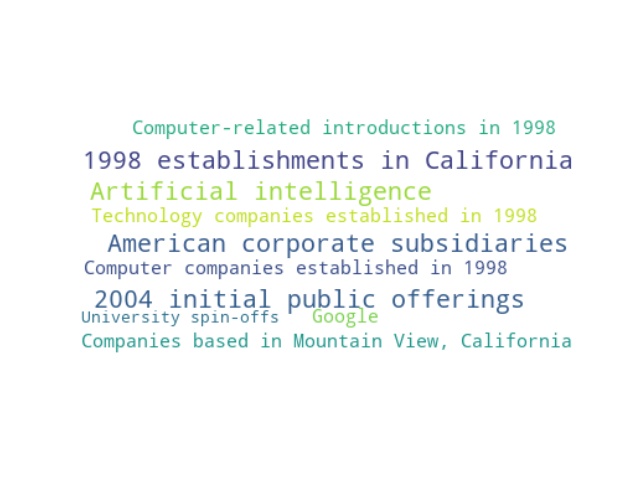 Computer-related introductions in 1998
1998 establishments in California
Artificial intelligence
Technology companies established in 1998
American corporate subsidiaries
Computer companies established in 1998
2004 initial public offerings
University spin-offs Google
Companies based in Mountain View, California